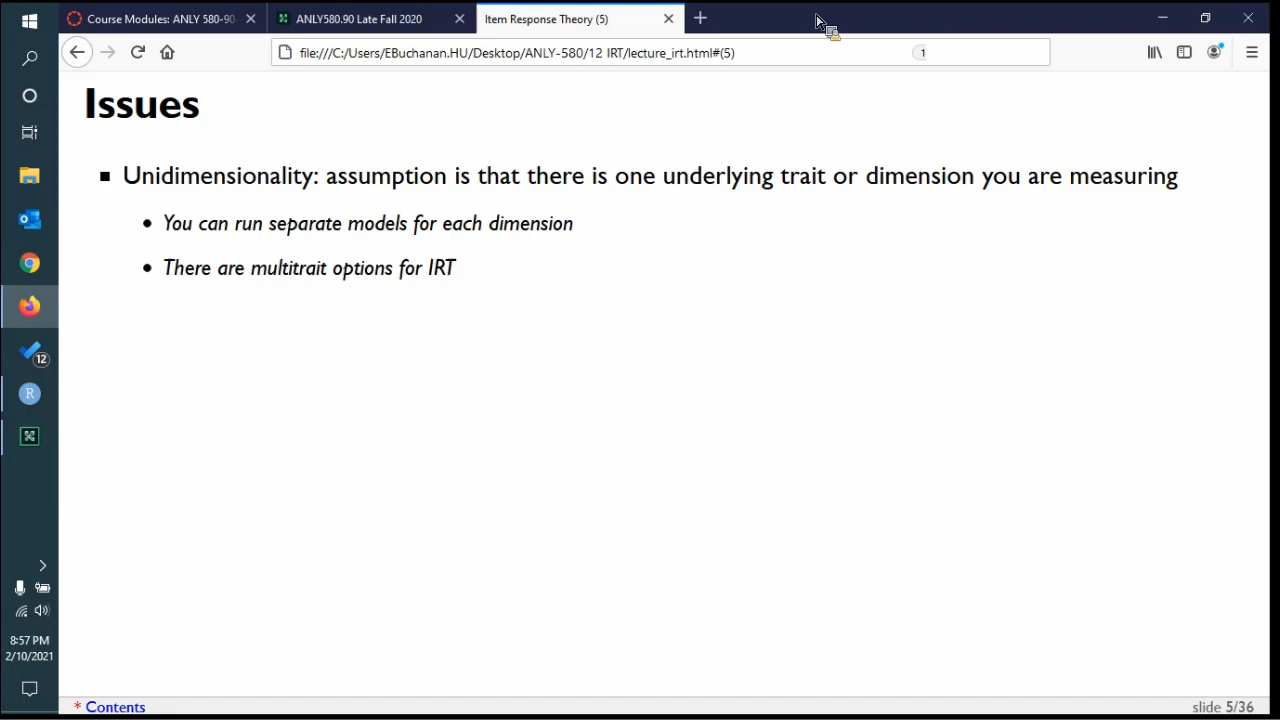 Course Modules: ANLY 580-90-
ANLY580.90 Late Fall 2020
Item Response Theory (5)
file:///C:/Users/EBuchanan.HU/Desktop/ANLY-580/12 IRT/lecture_irt.html#(5)
1
Issues
Unidimensionality: assumption is that there is one underlying trait or dimension you are measuring
You can run separate models for each dimension
There are multitrait options for IRT
12
R
8:57 PM
2/10/2021
* Contents
slide 5/36